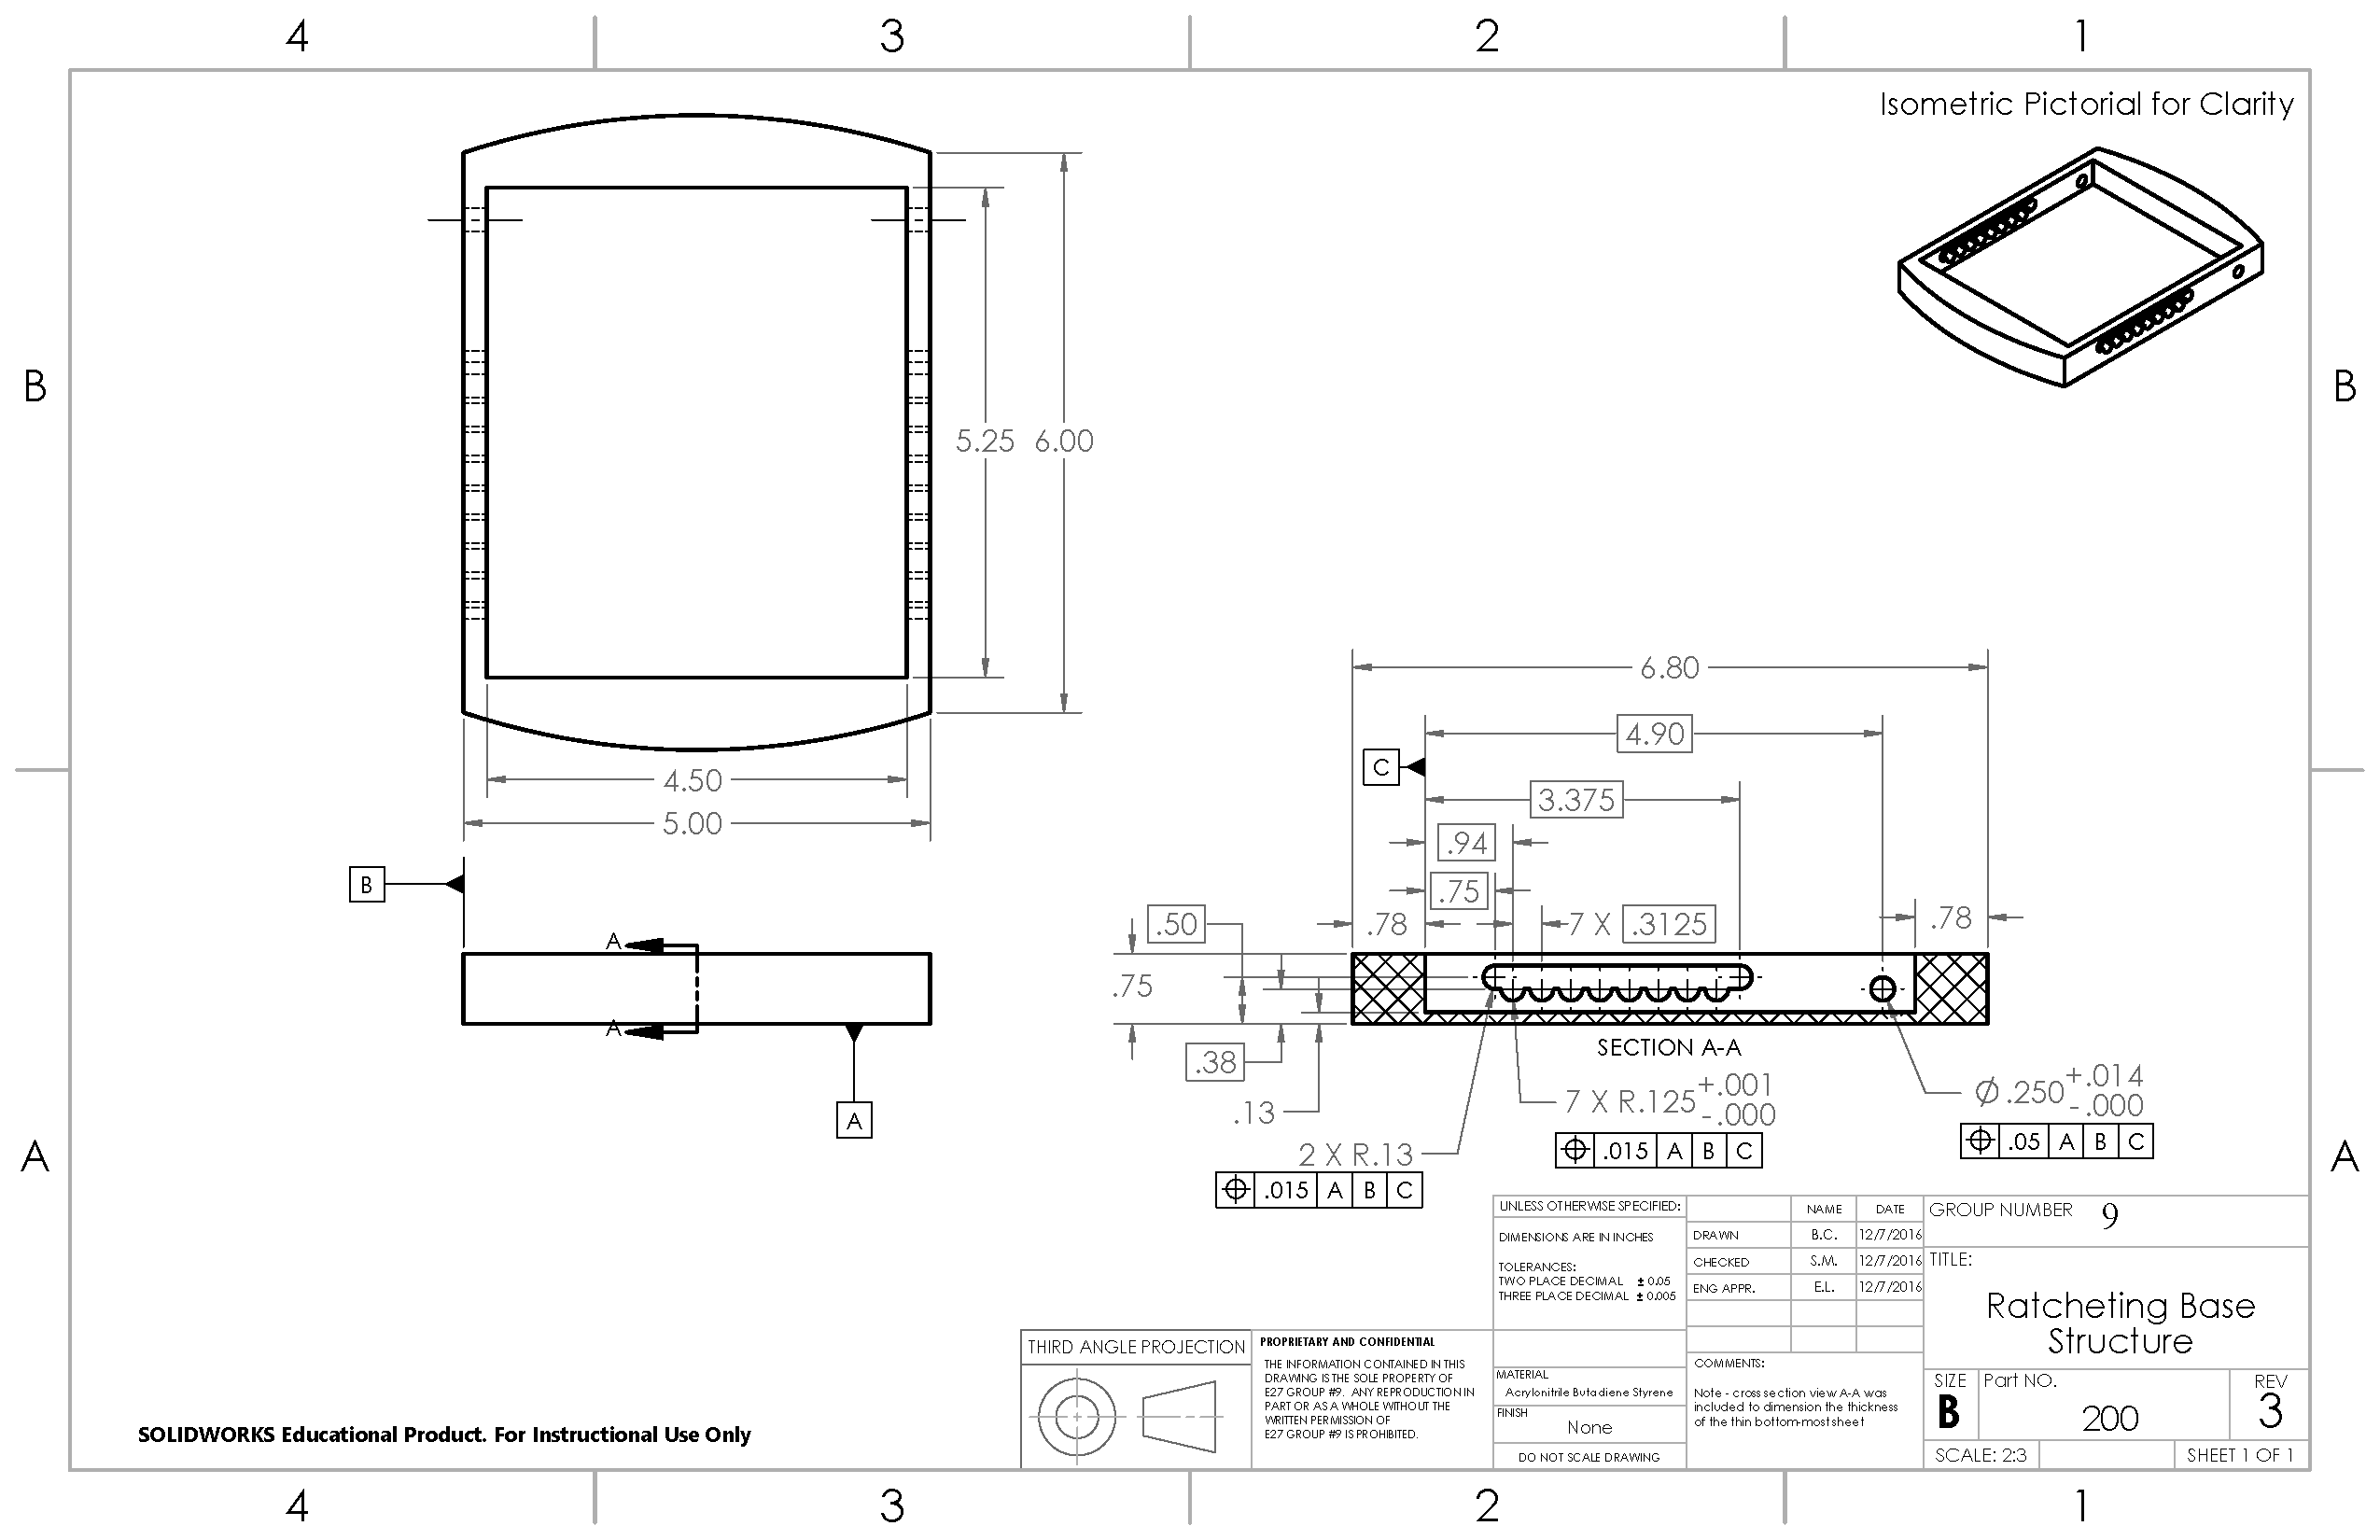 4 3 2 1
Isometric Pictorial for Clarity
B B
5.25 6.00
4.50
5.00
B
A
A
A
6.80
4.90
C
3.375
.94
.75
.50 .78 7 X .3125 .78
.75
SECTION A-A
.38
.13
7 X R.125 +.001
-.000
⌖ .015 A B C
Ø.250 +.014
-.000
⌖ .05 A B C
2 X R.13
⌖ .015 A B C
A A
UNLESS OTHERWISE SPECIFIED:
DIMENSIONS ARE IN INCHES
TOLERANCES:
TWO PLACE DECIMAL ± 0.05
THREE PLACE DECIMAL ± 0.005
NAME DATE
DRAWN B.C. 12/7/2016
CHECKED S.M. 12/7/2016
ENG APPR. E.L. 12/7/2016
GROUP NUMBER 9
TITLE:
Ratcheting Base
Structure
THIRD ANGLE PROJECTION
PROPRIETARY AND CONFIDENTIAL
THE INFORMATION CONTAINED IN THIS
DRAWING IS THE SOLE PROPERTY OF
E27 GROUP #9. ANY REPRODUCTION IN
PART OR AS A WHOLE WITHOUT THE
WRITTEN PERMISSION OF
E27 GROUP #9 IS PROHIBITED.
MATERIAL
Acrylonitrile Butadiene Styrene
FINISH
None
DO NOT SCALE DRAWING
COMMENTS:
Note - cross section view A-A was
included to dimension the thickness
of the thin bottom-most sheet
SIZE Part NO. REV
B 200 3
SCALE: 2:3 SHEET 1 OF 1
SOLIDWORKS Educational Product. For Instructional Use Only
4 3 2 1